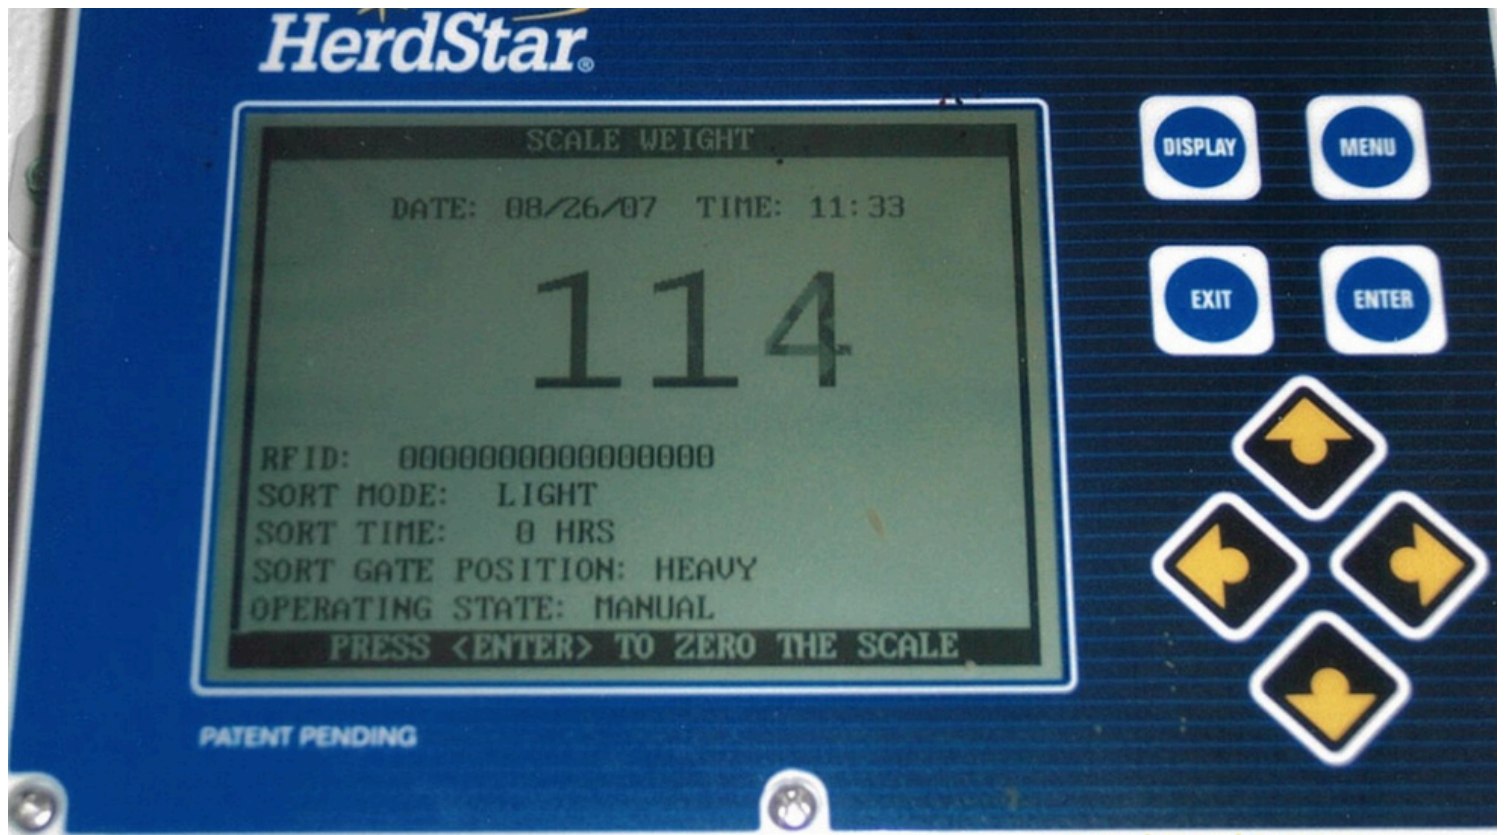 HerdStar®
SCALE WEIGHT
DATE: 08/26/07 TIME: 11:33
114
RFID: 0000000000000000
SORT MODE: LIGHT
SORT TIME: 0 HRS
SORT GATE POSITION: HEAVY
OPERATING STATE: MANUAL
PRESS <ENTER> TO ZERO THE SCALE
DISPLAY MENU
EXIT ENTER
PATENT PENDING